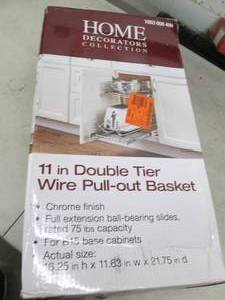 HOME
DECORATORS
COLLECTION
11 in Double Tier
Wire Pull-out Basket
• Chrome finish
• Full extension ball-bearing slides,
rated 75 lbs capacity
• For B15 base cabinets
Actual size:
16.25 in h x 11.63 in w x 21.75 in d